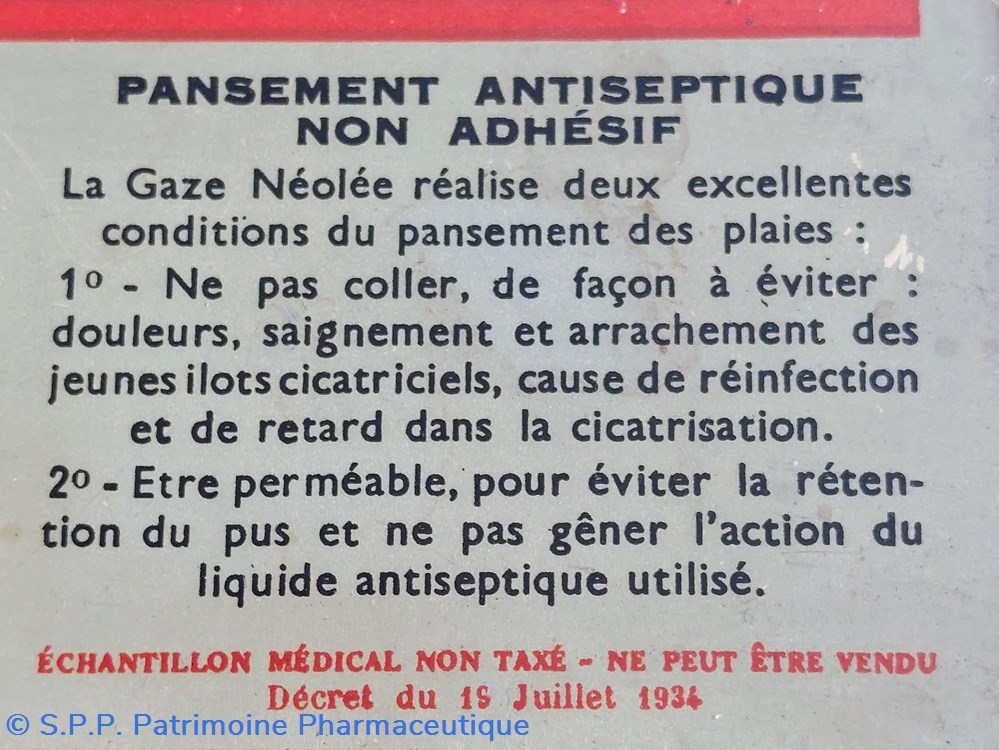 PANSEMENT ANTISEPTIQUE
NON ADHÉSIF
La Gaze Néolée réalise deux excellentes
conditions du pansement des plaies :
1º - Ne pas coller, de façon à éviter :
douleurs, saignement et arrachement des
jeunes ilots cicatriciels, cause de réinfection
et de retard dans la cicatrisation.
2º - Etre perméable, pour éviter la réten-
tion du pus et ne pas gêner l'action du
liquide antiseptique utilisé.
ÉCHANTILLON MÉDICAL NON TAXÉ - NE PEUT ÊTRE VENDU
Décret du 15 Juillet 1934
© S.P.P. Patrimoine Pharmaceutique